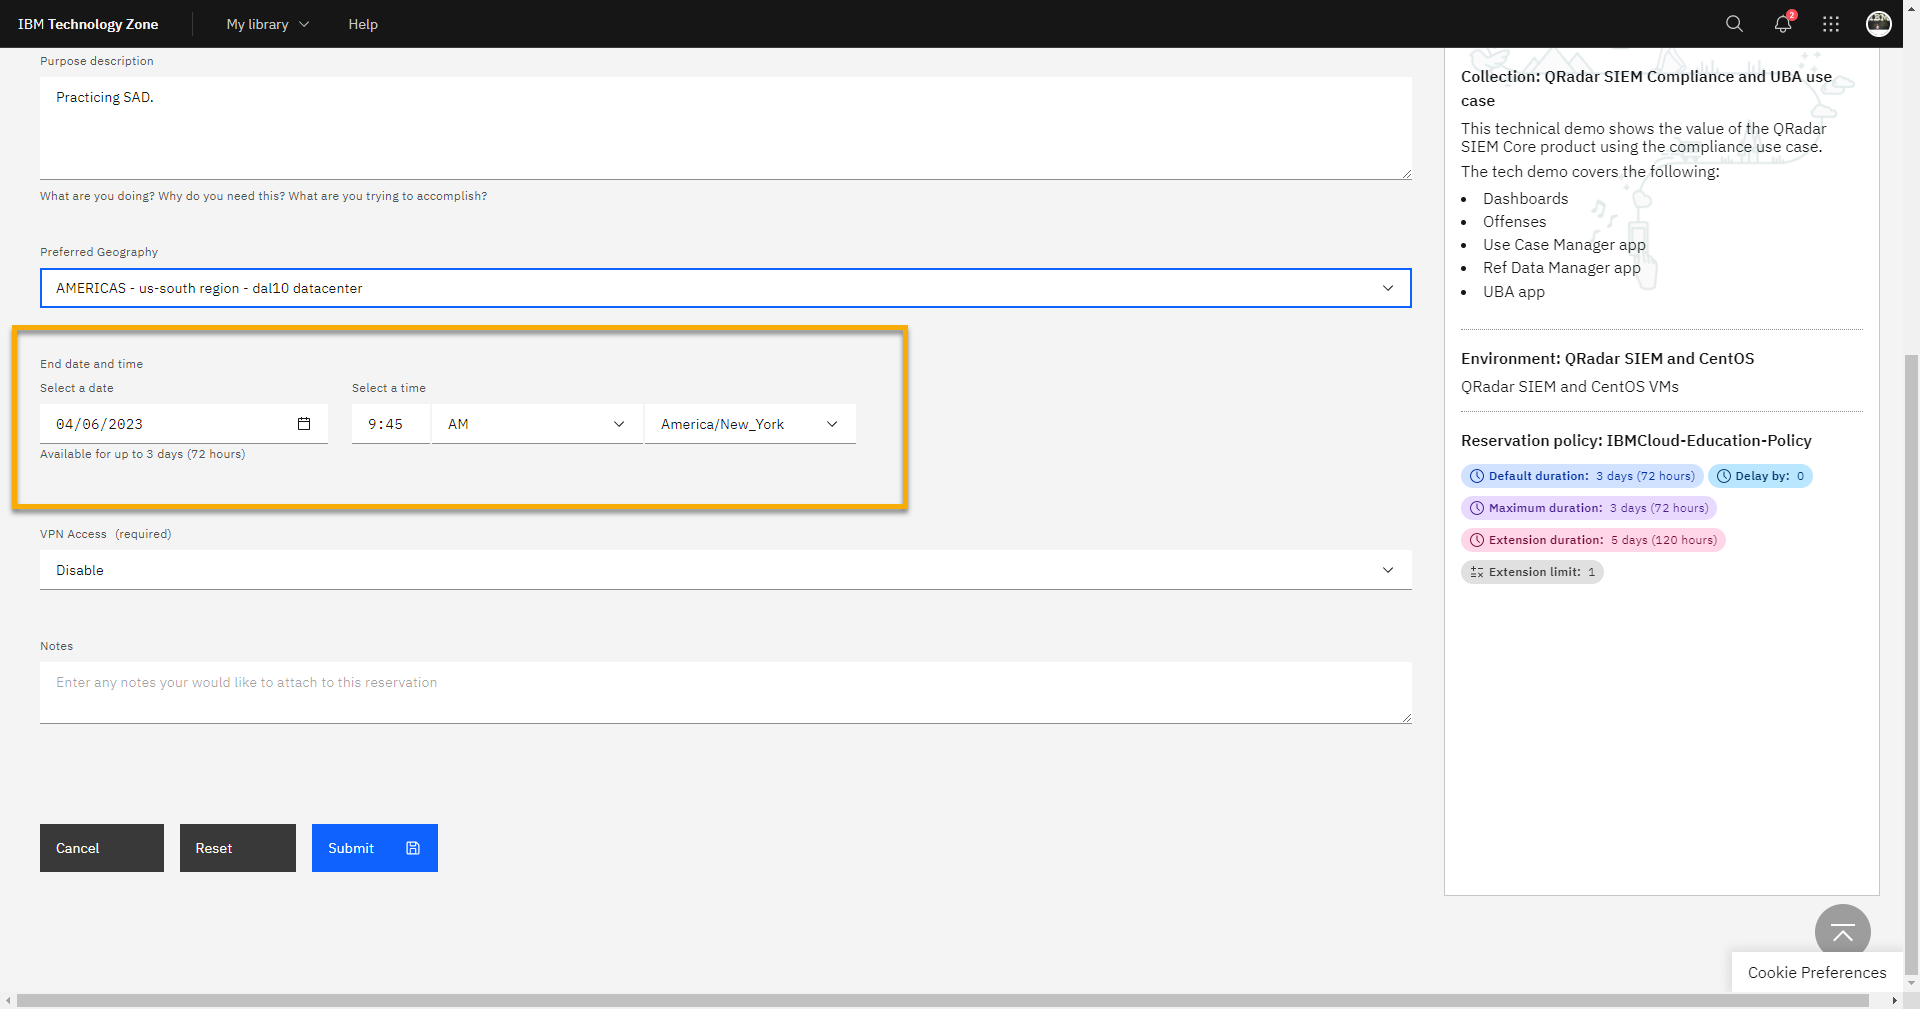 IBM Technology Zone
My library
Help
2
Purpose description
Practicing SAD.
What are you doing? Why do you need this? What are you trying to accomplish?
Preferred Geography
AMERICAS - us-south region - dal10 datacenter
End date and time
Select a date
Select a time
04/06/2023
9:45
AM
America/New_York
Available for up to 3 days (72 hours)
VPN Access (required)
Disable
Notes
Enter any notes your would like to attach to this reservation
Cancel
Reset
Submit
Collection: QRadar SIEM Compliance and UBA use
case
This technical demo shows the value of the QRadar
SIEM Core product using the compliance use case.
The tech demo covers the following:
Dashboards
Offenses
Use Case Manager app
Ref Data Manager app
UBA app
Environment: QRadar SIEM and CentOS
QRadar SIEM and CentOS VMs
Reservation policy: IBMCloud-Education-Policy
Default duration: 3 days (72 hours)
Delay by: 0
Maximum duration: 3 days (72 hours)
Extension duration: 5 days (120 hours)
Extension limit: 1
Cookie Preferences